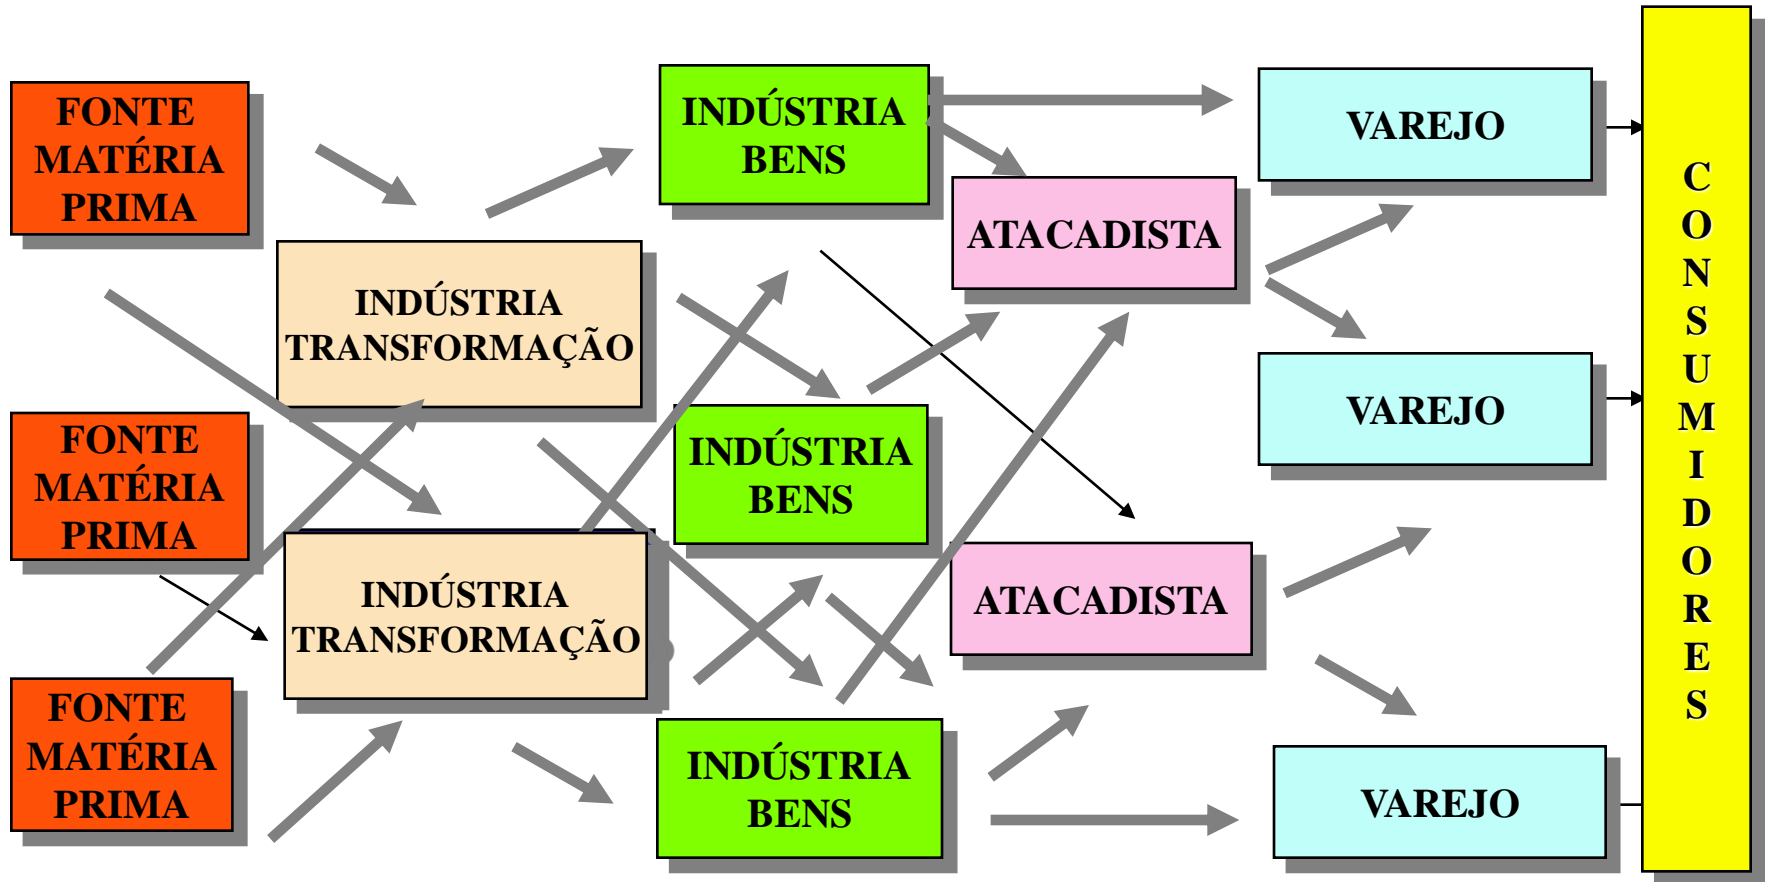 FONTE
MATÉRIA
PRIMA
FONTE
MATÉRIA
PRIMA
FONTE
MATÉRIA
PRIMA
INDÚSTRIA
TRANSFORMAÇÃO
INDÚSTRIA
TRANSFORMAÇÃO
INDÚSTRIA
BENS
INDÚSTRIA
BENS
INDÚSTRIA
BENS
ATACADISTA
ATACADISTA
VAREJO
VAREJO
VAREJO
C
O
N
S
U
M
I
D
O
R
E
S